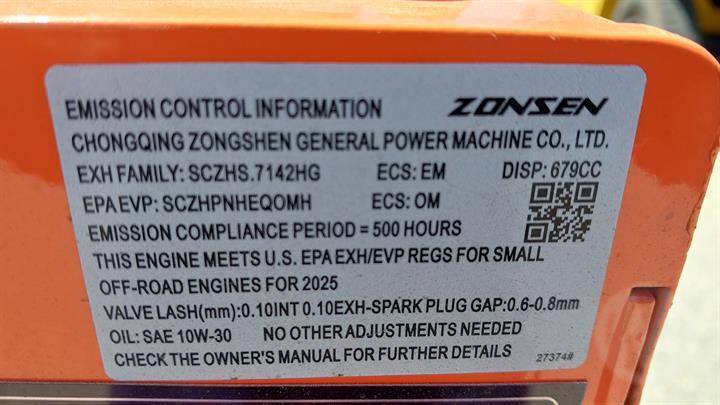 EMISSION CONTROL INFORMATION ZONSEN
CHONGQING ZONGSHEN GENERAL POWER MACHINE CO., LTD.
EXH FAMILY: SCZHS.7142HG ECS: EM DISP: 679CC
EPA EVP: SCZHPNHEQOMH ECS: OM
EMISSION COMPLIANCE PERIOD = 500 HOURS
THIS ENGINE MEETS U.S. EPA EXH/EVP REGS FOR SMALL
OFF-ROAD ENGINES FOR 2025
VALVE LASH(mm):0.10INT 0.10EXH-SPARK PLUG GAP:0.6-0.8mm
OIL: SAE 10W-30 NO OTHER ADJUSTMENTS NEEDED
CHECK THE OWNER'S MANUAL FOR FURTHER DETAILS 27374#